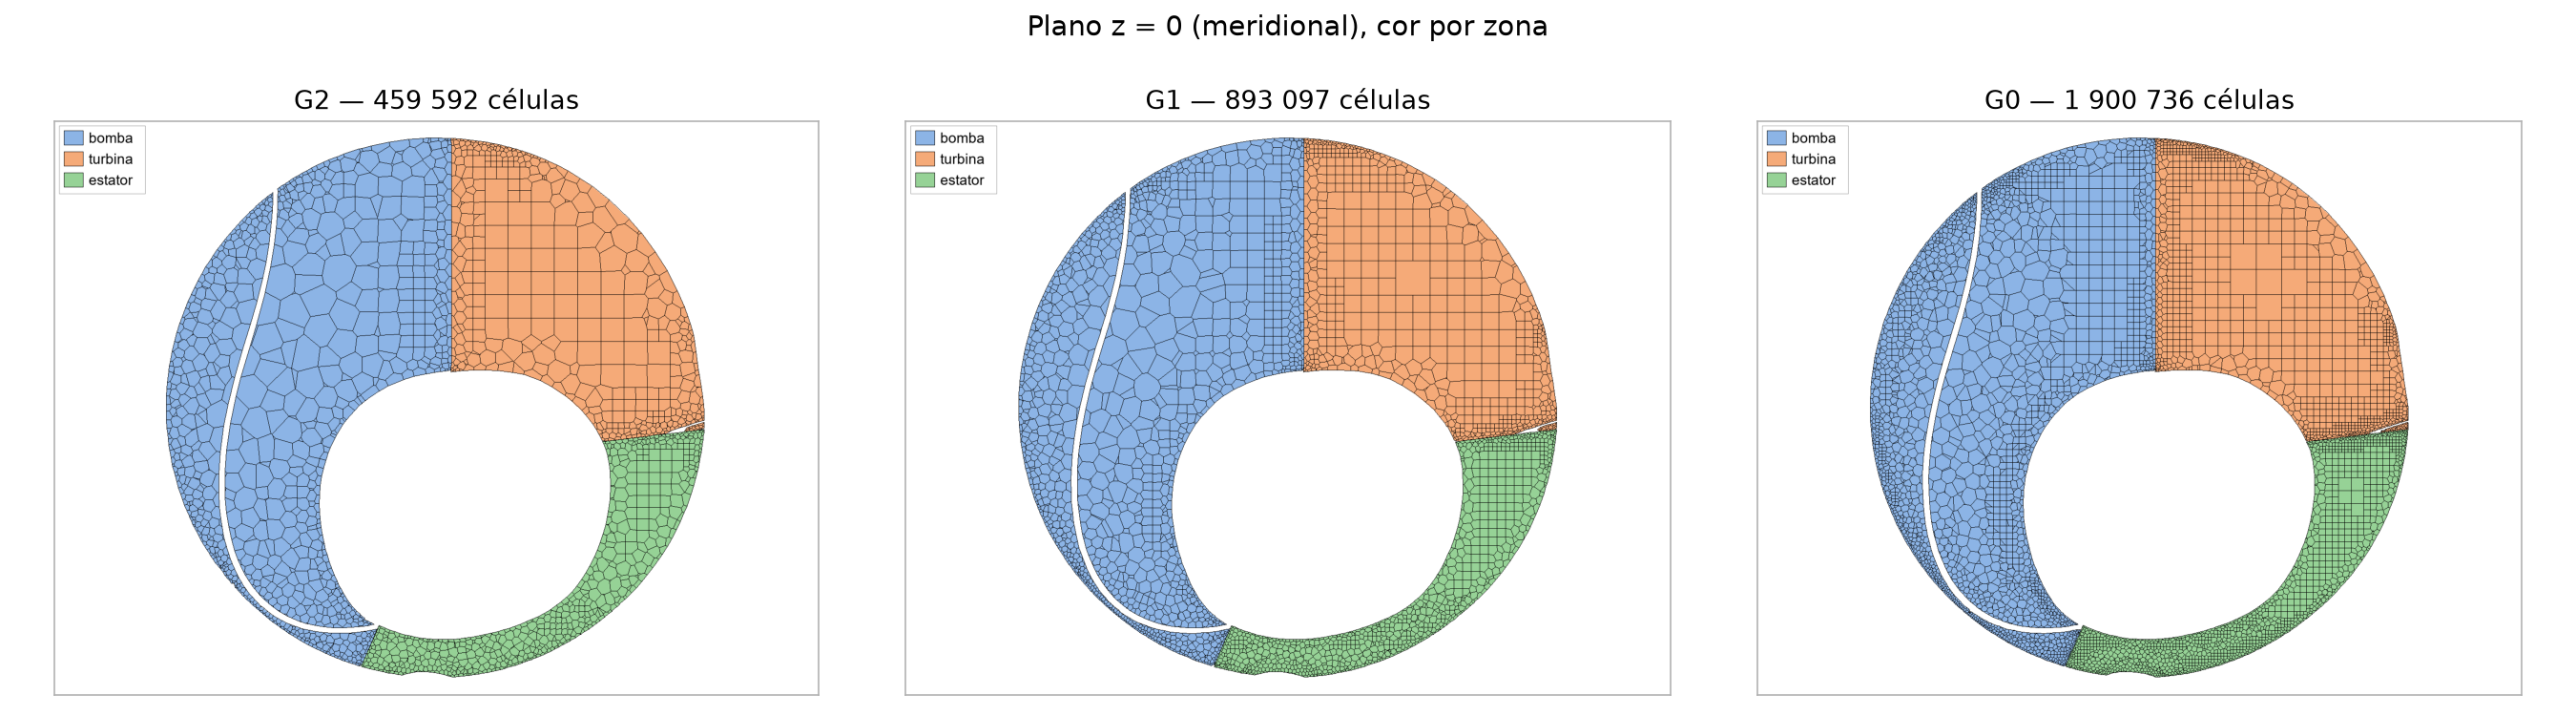 Plano z = 0 (meridional), cor por zona
G2 — 459 592 células
bomba
turbina
estator
G1 — 893 097 células
bomba
turbina
estator
G0 — 1 900 736 células
bomba
turbina
estator